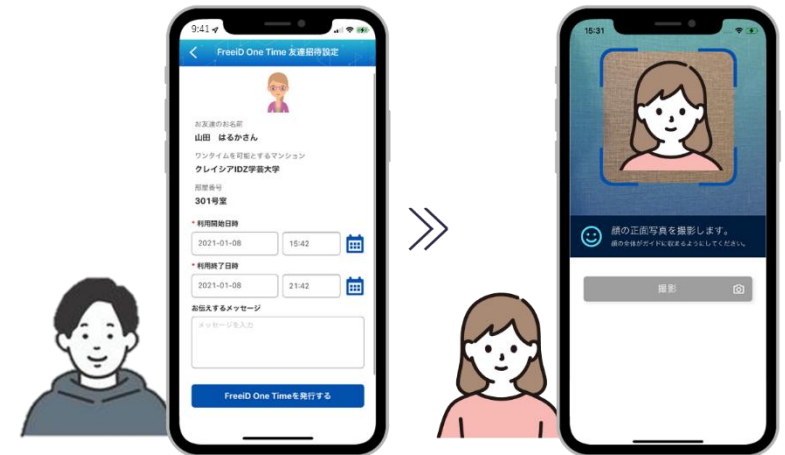 9:41
FreeiD One Time 友達招待設定
お友達のお名前
山田 はるかさん
ワンタイムを可能とするマンション
クレイシアIDZ学芸大学
部屋番号
301号室
* 利用開始日時
2021-01-08 15:42
* 利用終了日時
2021-01-08 21:42
お伝えするメッセージ
メッセージを入力
FreeiD One Timeを発行する
15:31
顔の正面写真を撮影します。
顔の全体がガイドに収まるようにしてください。
撮影